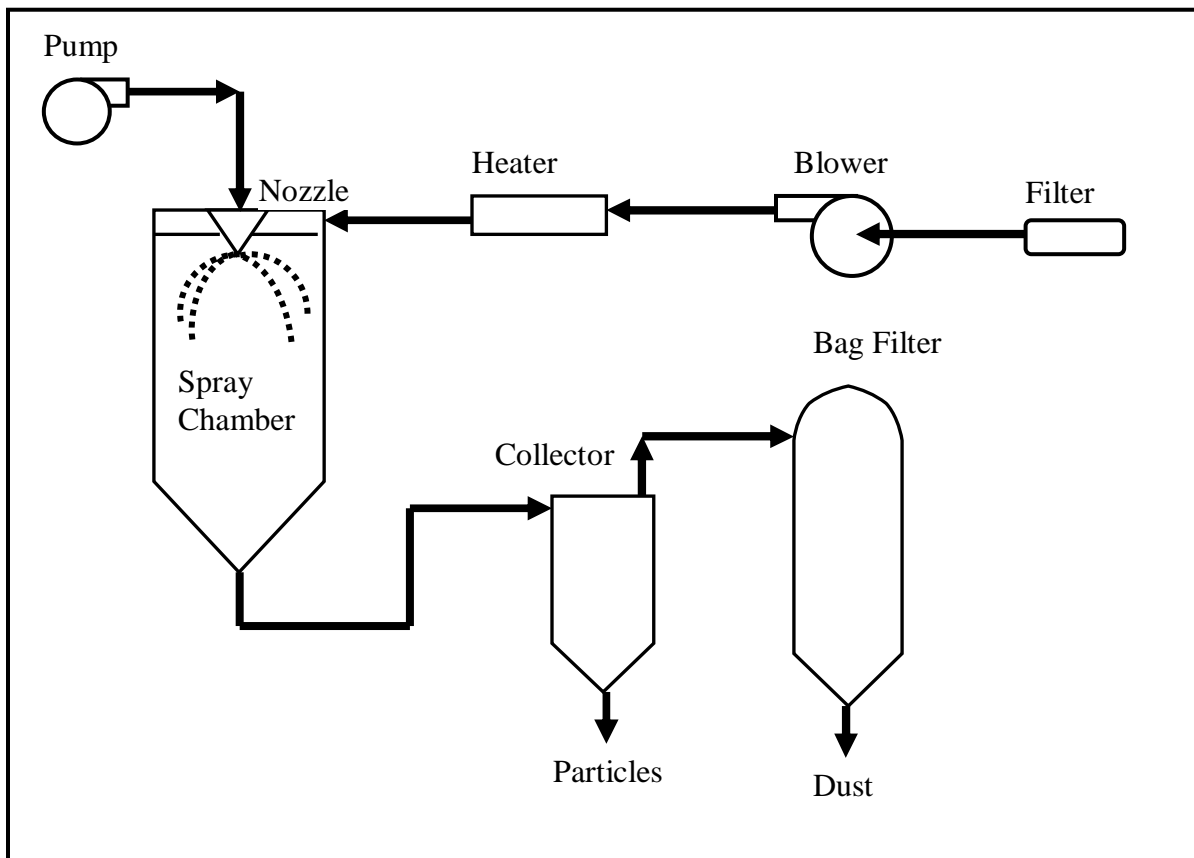 Pump
Heater
Blower
Nozzle
Filter
Bag Filter
Spray
Chamber
Collector
Particles
Dust